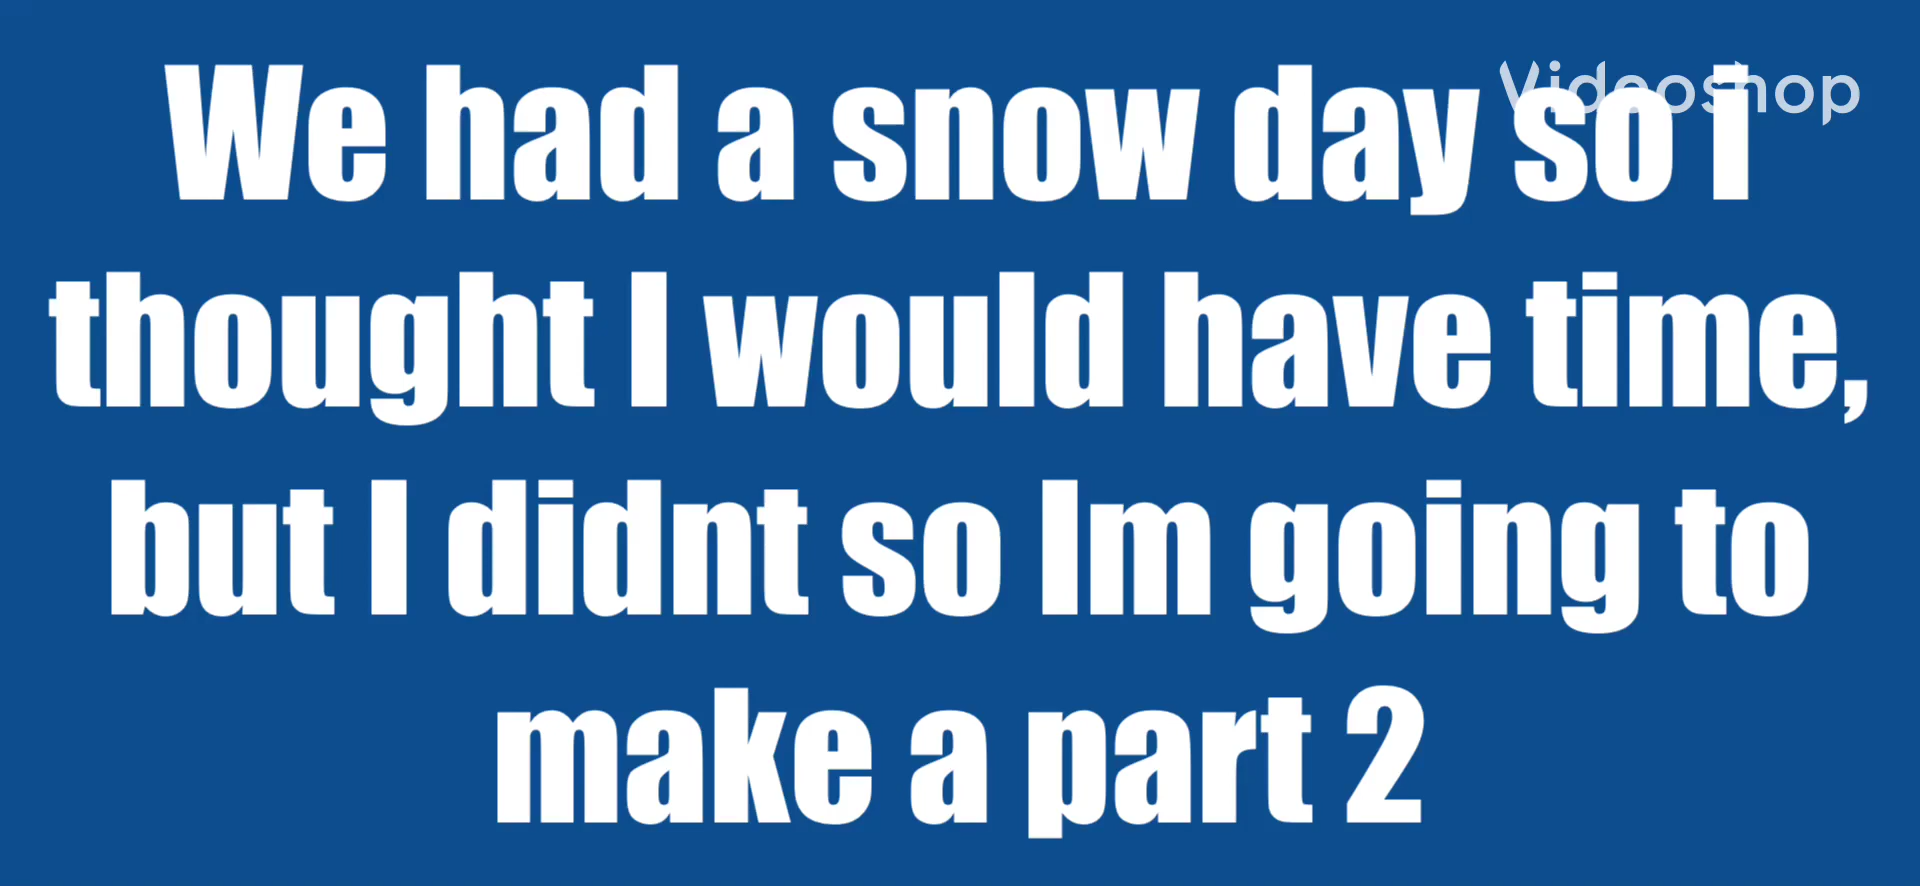 Videoshop
We had a snow day so i
thought I would have time,
but I didnt so Im going to
make a part 2